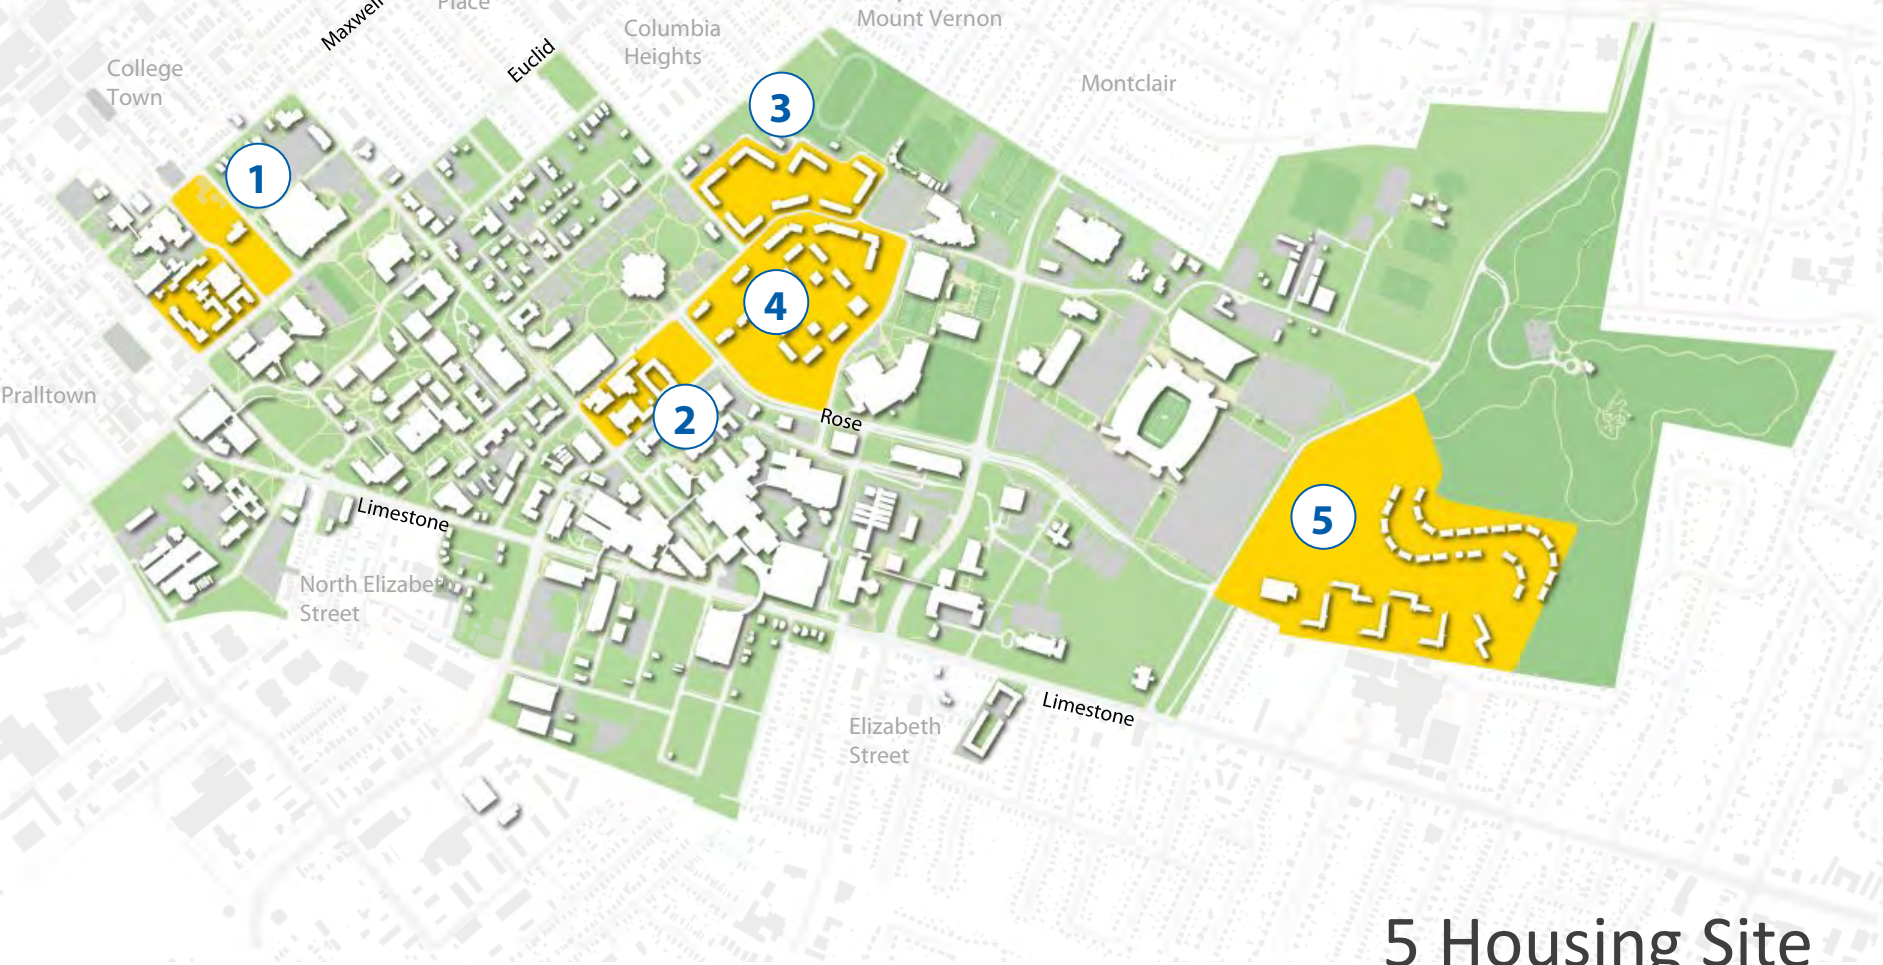 Place
Maxwell
Mount Vernon
Columbia
Heights
Euclid
College
Town
Montclair
3
1
4
Pralltown
2
Rose
Limestone
5
North Elizabeth
Street
Limestone
Elizabeth
Street
5 Housing Site